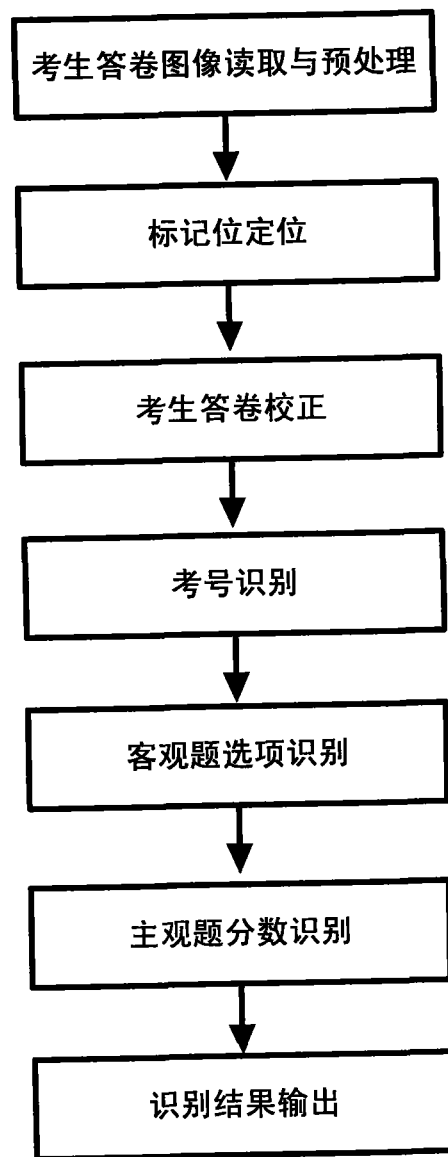 考生答卷图像读取与预处理
标记位定位
考生答卷校正
考号识别
客观题选项识别
主观题分数识别
识别结果输出